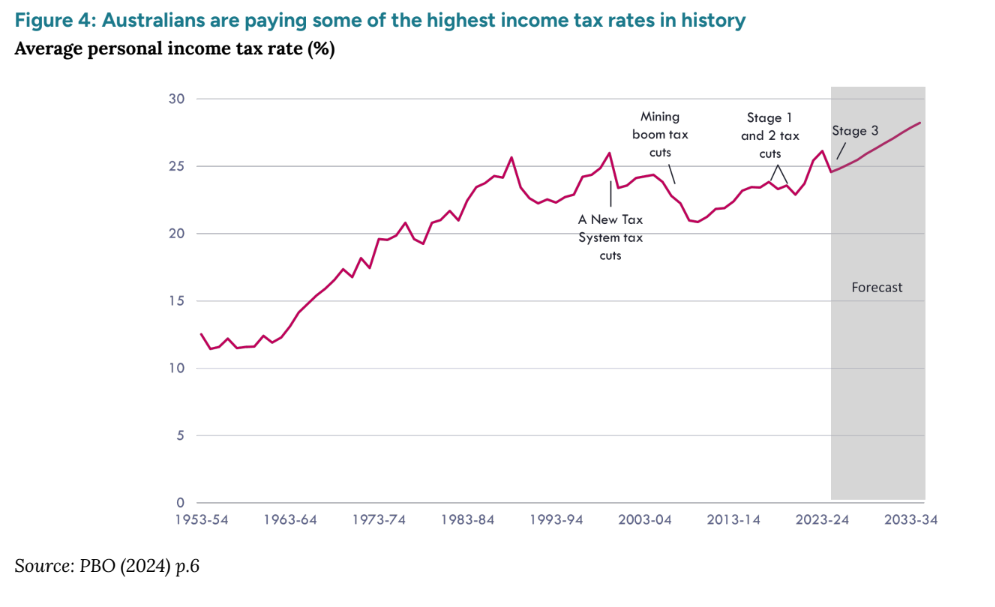 Figure 4: Australians are paying some of the highest income tax rates in history
Average personal income tax rate (%)
30
25
20
15
10
5
0
Mining
boom tax
cuts
Stage 1
and 2 tax
cuts
Stage 3
A New Tax
System tax
cuts
Forecast
1953-54 1963-64 1973-74 1983-84 1993-94 2003-04 2013-14 2023-24 2033-34
Source: PBO (2024) p.6